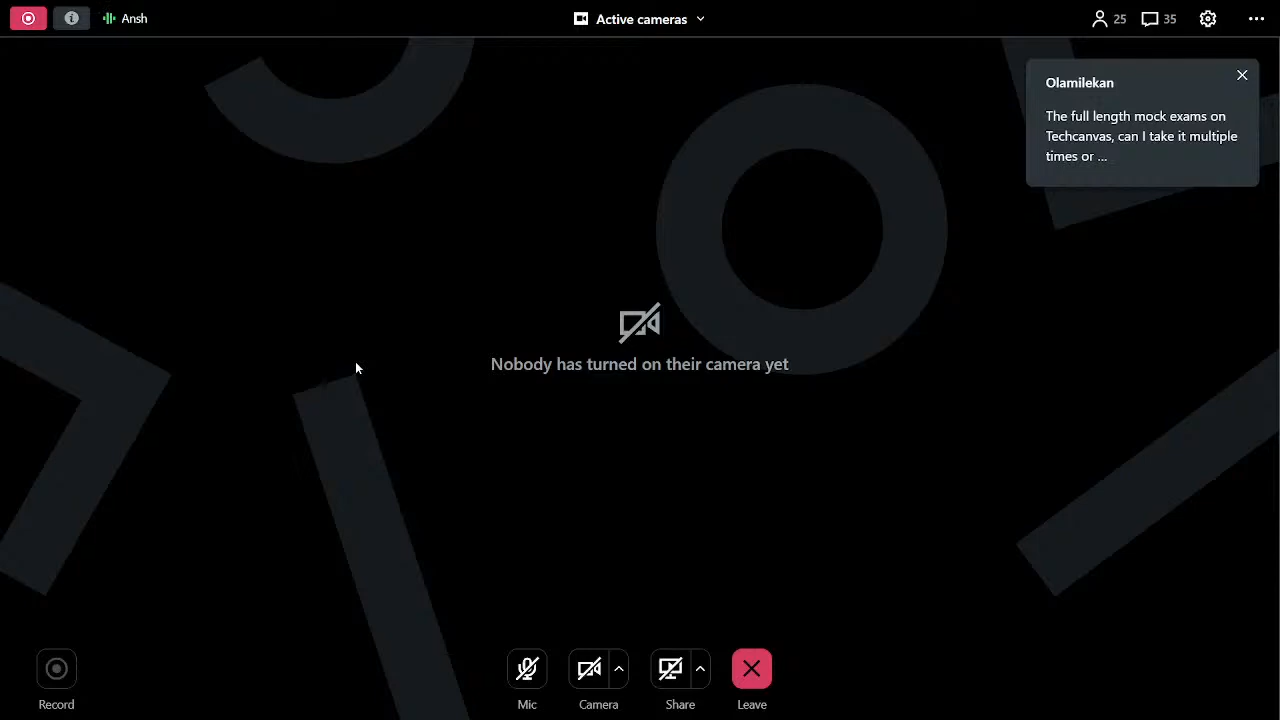 Ansh
Active cameras
25
35
Olamilekan
The full length mock exams on
Techcanvas, can I take it multiple
times or ...
Nobody has turned on their camera yet
Record
Mic
Camera
Share
Leave